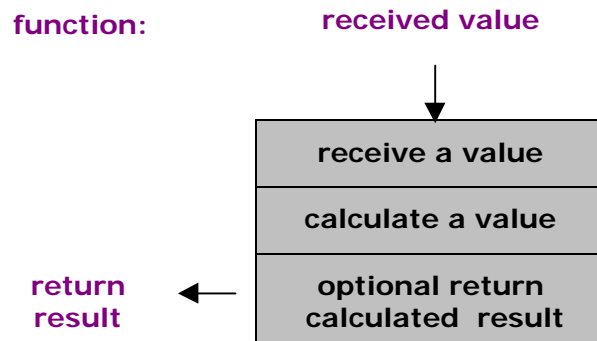 function:
received value
receive a value
calculate a value
return
result
optional return
calculated result